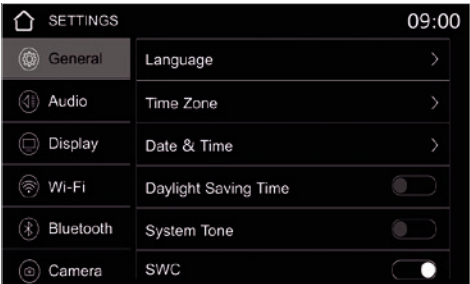 SETTINGS 09:00
General
Language
Audio
Time Zone
Display
Date & Time
Wi-Fi
Daylight Saving Time
Bluetooth
System Tone
Camera
SWC